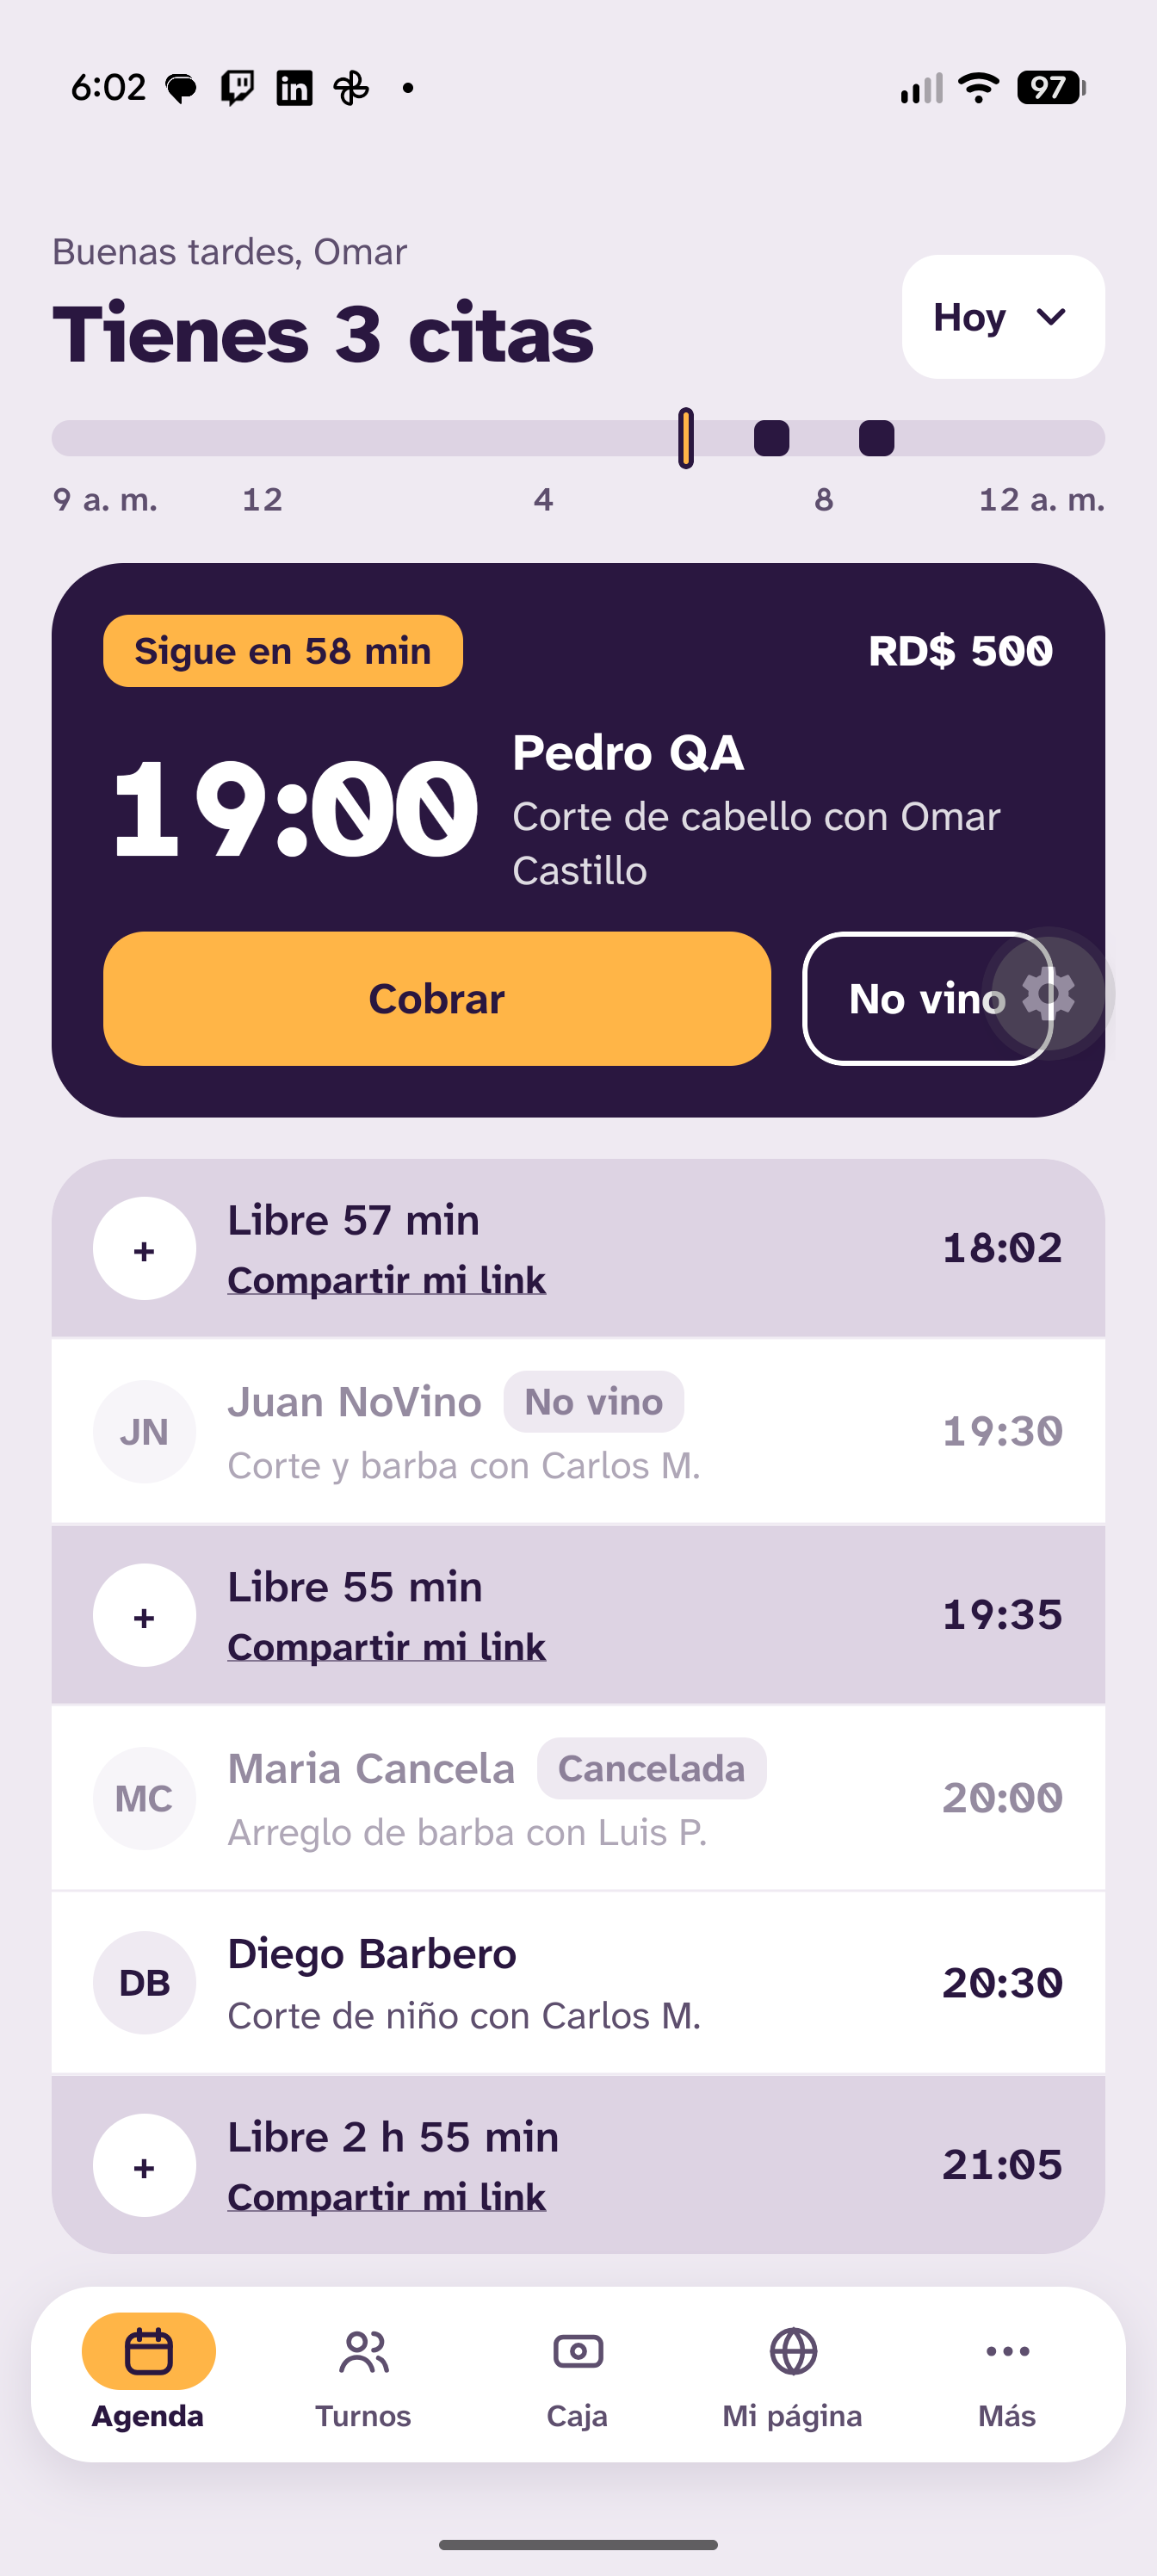 6:02
97
Buenas tardes, Omar
Tienes 3 citas
Hoy
9 a. m. 12 4 8 12 a. m.
Sigue en 58 min
RD$ 500
19:00
Pedro QA
Corte de cabello con Omar
Castillo
Cobrar
No vino
+
Libre 57 min
Compartir mi link
18:02
JN
Juan NoVino
No vino
Corte y barba con Carlos M.
19:30
+
Libre 55 min
Compartir mi link
19:35
MC
Maria Cancela
Cancelada
Arreglo de barba con Luis P.
20:00
DB
Diego Barbero
Corte de niño con Carlos M.
20:30
+
Libre 2 h 55 min
Compartir mi link
21:05
Agenda
Turnos
Caja
Mi página
Más